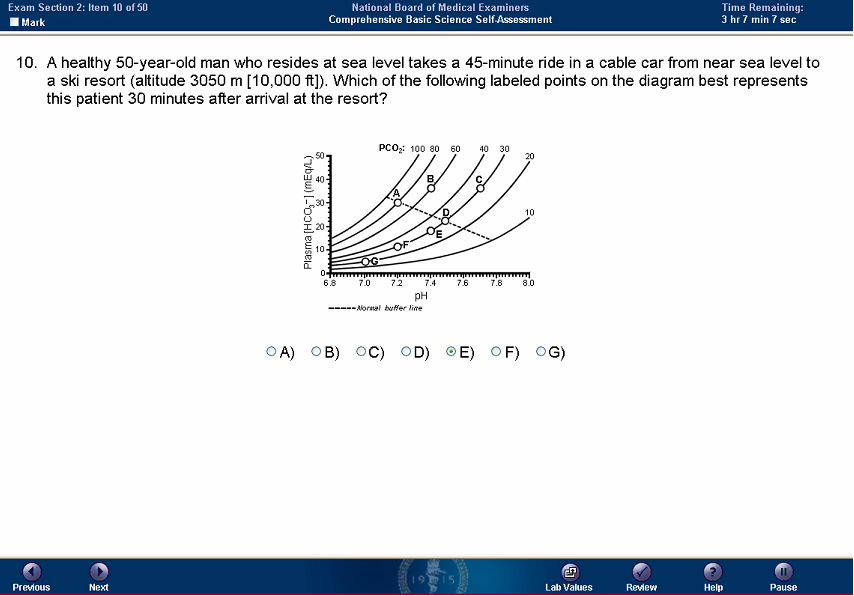 Exam Section 2: Item 10 of 50
National Board of Medical Examiners
Time Remaining:
Mark
Comprehensive Basic Science Self-Assessment
3 hr 7 min 7 sec
10. A healthy 50-year-old man who resides at sea level takes a 45-minute ride in a cable car from near sea level to
a ski resort (altitude 3050 m [10,000 ft]). Which of the following labeled points on the diagram best represents
this patient 30 minutes after arrival at the resort?
PCO₂: 100 80 60 40 30 20
50
40
30
20
10
0
Plasma [HCO₃⁻] (mEq/L)
A
B
C
D
E
F
G
10
6.8 7.0 7.2 7.4 7.6 7.8 8.0
pH
Normal buffer line
A) B) C) D) E) F) G)
1915
Previous
Next
Lab Values
Review
Help
Pause